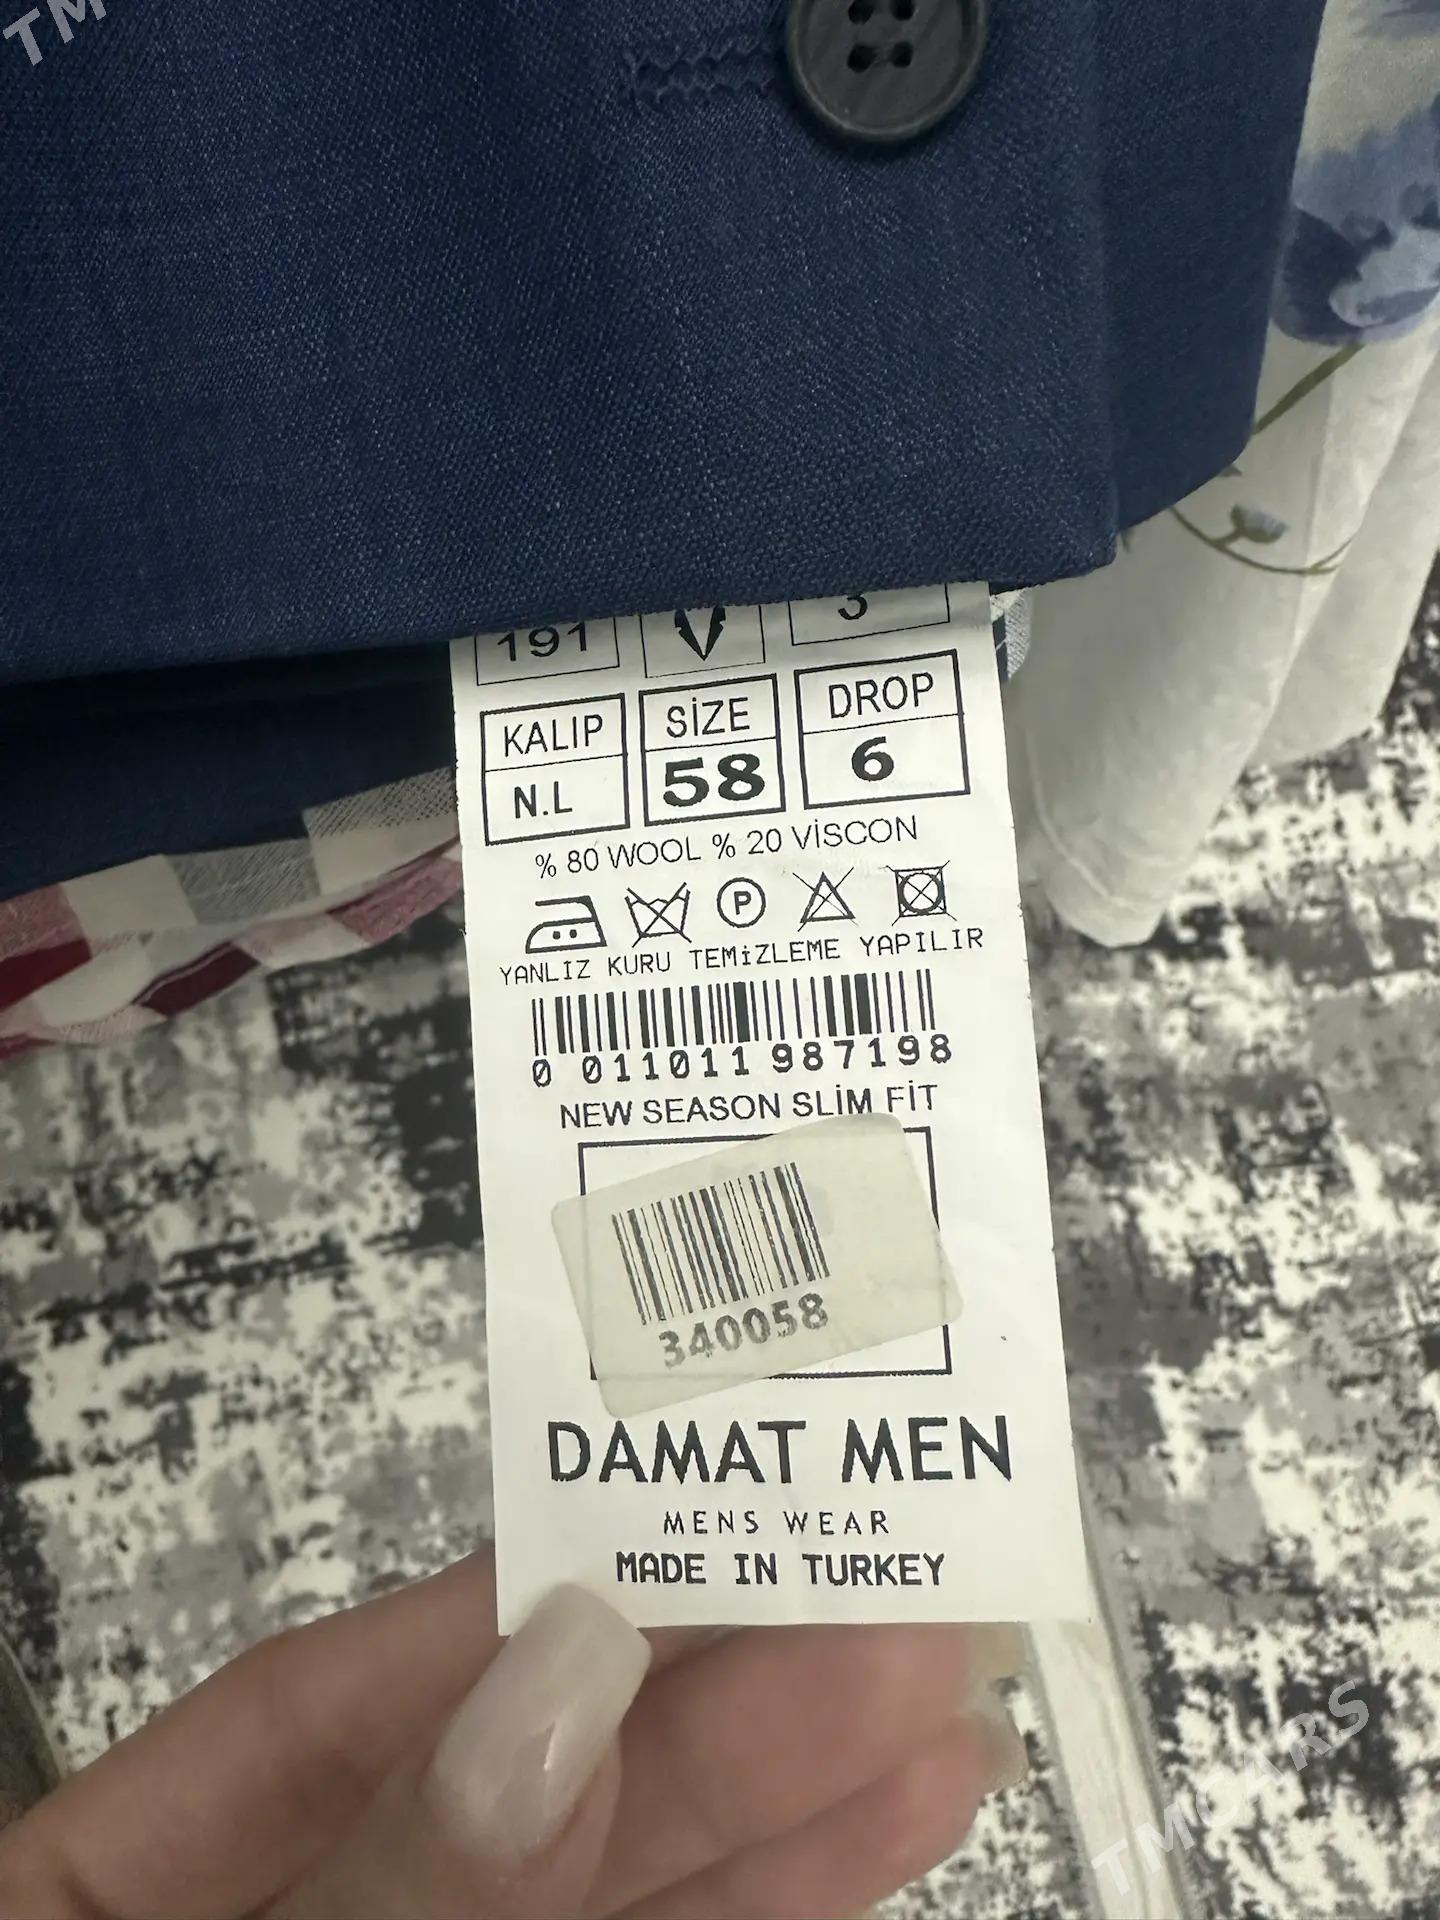 TM
191 3
KALIP SİZE DROP
N.L 58 6
% 80 WOOL % 20 VİSCON
P
YANLIZ KURU TEMİZLEME YAPILIR
0 011011 987198
NEW SEASON SLİM FİT
340058
DAMAT MEN
MENS WEAR
MADE IN TURKEY
TMCARS